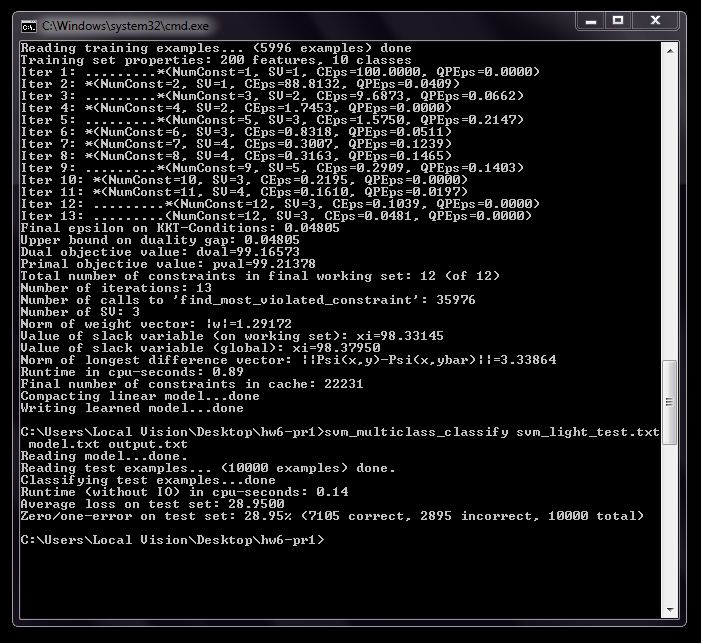 C:\Windows\system32\cmd.exe
Reading training examples... (5996 examples) done
Training set properties: 200 features, 10 classes
Iter 1: .........*(NumConst=1, SV=1, CEps=100.0000, QPEps=0.0000)
Iter 2: *(NumConst=2, SV=1, CEps=88.8132, QPEps=0.0409)
Iter 3: .........*(NumConst=3, SV=2, CEps=9.6873, QPEps=0.0662)
Iter 4: *(NumConst=4, SV=2, CEps=1.7453, QPEps=0.0000)
Iter 5: .........*(NumConst=5, SV=3, CEps=1.5750, QPEps=0.2147)
Iter 6: *(NumConst=6, SV=3, CEps=0.8318, QPEps=0.0511)
Iter 7: *(NumConst=7, SV=4, CEps=0.3007, QPEps=0.1239)
Iter 8: *(NumConst=8, SV=4, CEps=0.3163, QPEps=0.1465)
Iter 9: .........*(NumConst=9, SV=5, CEps=0.2909, QPEps=0.1403)
Iter 10: *(NumConst=10, SV=3, CEps=0.2195, QPEps=0.0000)
Iter 11: *(NumConst=11, SV=4, CEps=0.1610, QPEps=0.0197)
Iter 12: .........*(NumConst=12, SV=3, CEps=0.1039, QPEps=0.0000)
Iter 13: .........(NumConst=12, SV=3, CEps=0.0481, QPEps=0.0000)
Final epsilon on KKT-Conditions: 0.04805
Upper bound on duality gap: 0.04805
Dual objective value: dval=99.16573
Primal objective value: pval=99.21378
Total number of constraints in final working set: 12 (of 12)
Number of iterations: 13
Number of calls to 'find_most_violated_constraint': 35976
Number of SV: 3
Norm of weight vector: |w|=1.29172
Value of slack variable (on working set): xi=98.33145
Value of slack variable (global): xi=98.37950
Norm of longest difference vector: ||Psi(x,y)-Psi(x,ybar)||=3.33864
Runtime in cpu-seconds: 0.89
Final number of constraints in cache: 22231
Compacting linear model...done
Writing learned model...done
C:\Users\Local Vision\Desktop\hw6-pr1>svm_multiclass_classify svm_light_test.txt
model.txt output.txt
Reading model...done.
Reading test examples... (10000 examples) done.
Classifying test examples...done
Runtime (without IO) in cpu-seconds: 0.14
Average loss on test set: 28.9500
Zero/one-error on test set: 28.95% (7105 correct, 2895 incorrect, 10000 total)
C:\Users\Local Vision\Desktop\hw6-pr1>